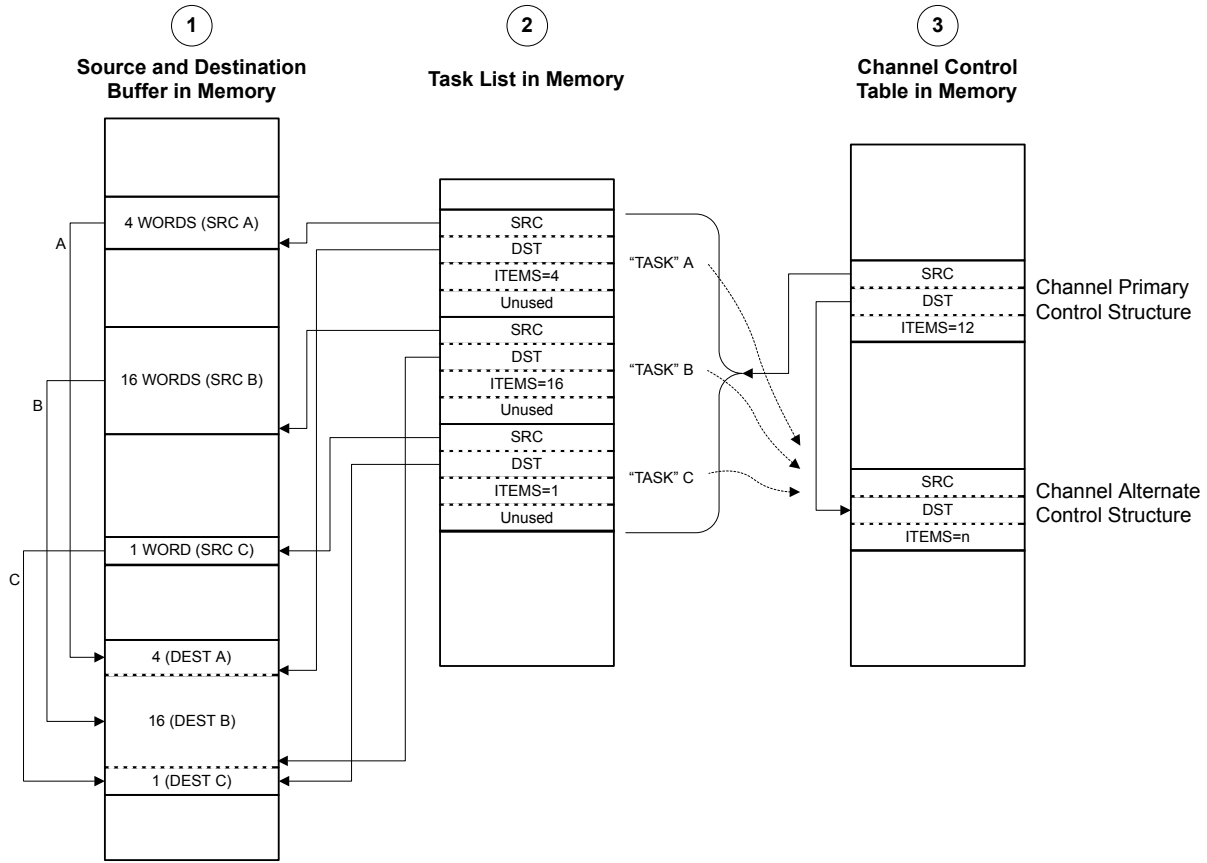 1
Source and Destination
Buffer in Memory
4 WORDS (SRC A)
A
16 WORDS (SRC B)
B
1 WORD (SRC C)
C
4 (DEST A)
16 (DEST B)
1 (DEST C)
2
Task List in Memory
SRC
DST
ITEMS=4
Unused
SRC
DST
ITEMS=16
Unused
SRC
DST
ITEMS=1
Unused
“TASK” A
“TASK” B
“TASK” C
3
Channel Control
Table in Memory
SRC
DST
ITEMS=12
Channel Primary
Control Structure
SRC
DST
ITEMS=n
Channel Alternate
Control Structure